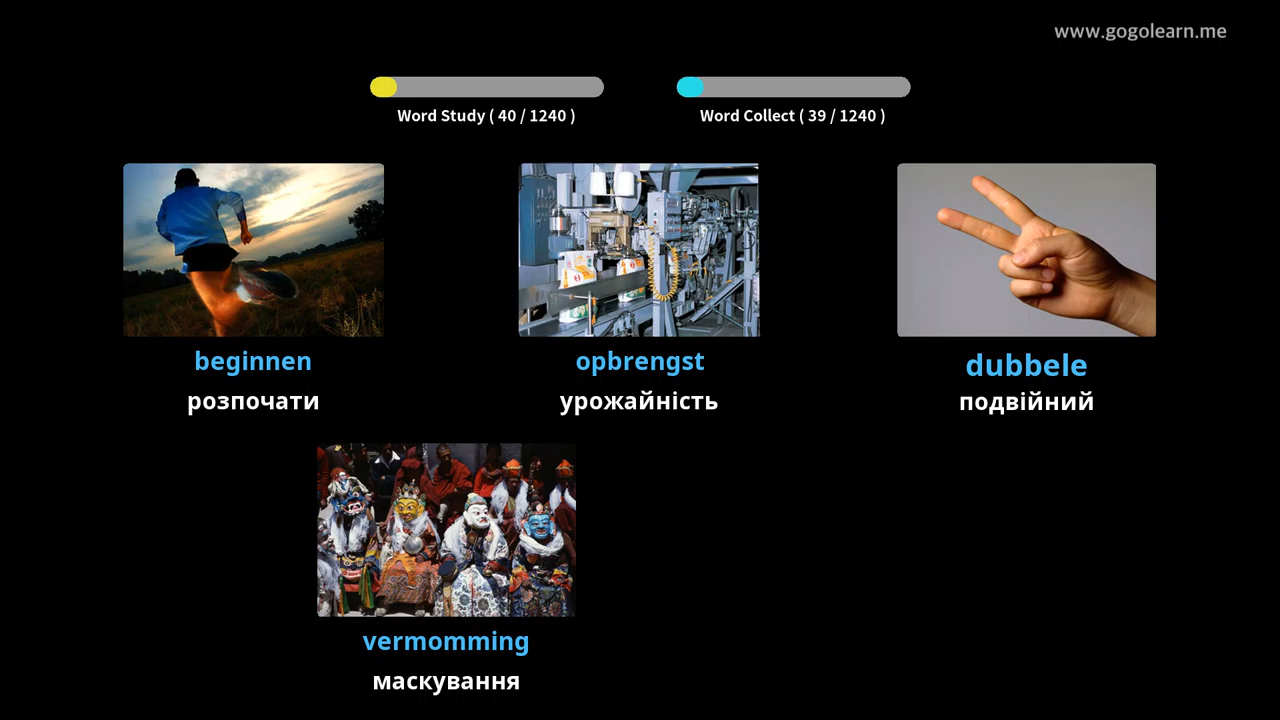 www.gogolearn.me
Word Study ( 40 / 1240 )
Word Collect ( 39 / 1240 )
beginnen
розпочати
opbrengst
урожайність
dubbele
подвійний
vermomming
маскування